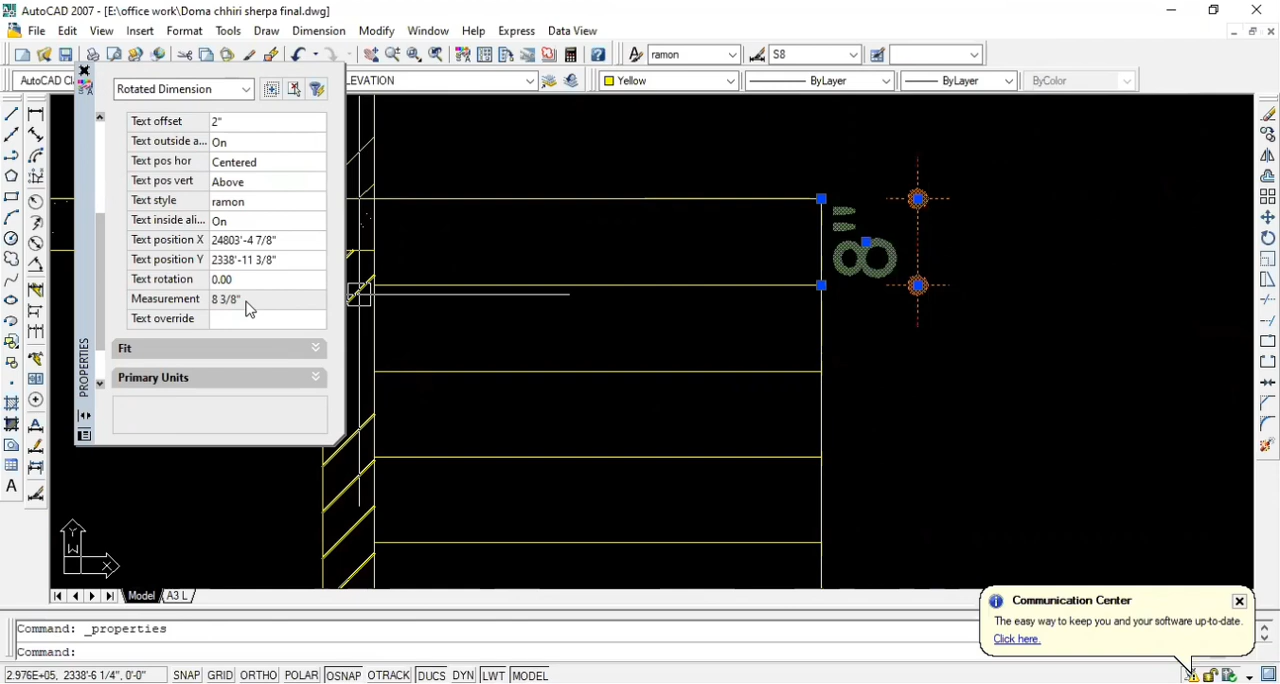 AutoCAD 2007 - [E:\office work\Doma chhiri sherpa final.dwg]
File Edit View Insert Format Tools Draw Dimension Modify Window Help Express Data View
ramon S8
AutoCAD Cla ELEVATION Yellow ByLayer ByLayer ByColor
Rotated Dimension
Text offset 2"
Text outside a... On
Text pos hor Centered
Text pos vert Above
Text style ramon
Text inside ali... On
Text position X 24803'-4 7/8"
Text position Y 2338'-11 3/8"
Text rotation 0.00
Measurement 8 3/8"
Text override
Fit
Primary Units
PROPERTIES
8"
Y
W
X
Model A3 L
Communication Center
The easy way to keep you and your software up-to-date.
Click here.
Command: _properties
Command:
2.976E+05, 2338'-6 1/4", 0'-0" SNAP GRID ORTHO POLAR OSNAP OTRACK DUCS DYN LWT MODEL